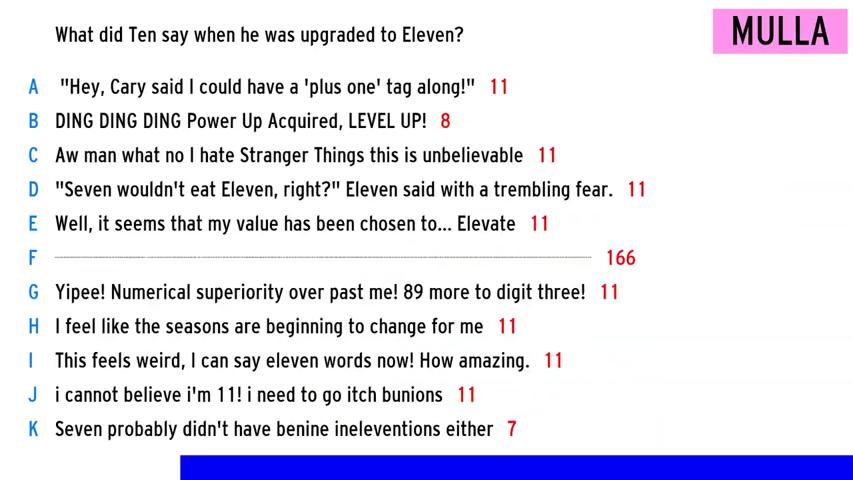 What did Ten say when he was upgraded to Eleven?
MULLA
A "Hey, Cary said I could have a 'plus one' tag along!" 11
B DING DING DING Power Up Acquired, LEVEL UP! 8
C Aw man what no I hate Stranger Things this is unbelievable 11
D "Seven wouldn't eat Eleven, right?" Eleven said with a trembling fear. 11
E Well, it seems that my value has been chosen to... Elevate 11
F 166
G Yipee! Numerical superiority over past me! 89 more to digit three! 11
H I feel like the seasons are beginning to change for me 11
I This feels weird, I can say eleven words now! How amazing. 11
J i cannot believe i'm 11! i need to go itch bunions 11
K Seven probably didn't have benine ineleventions either 7